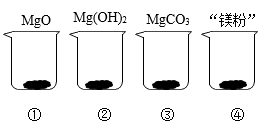 MgO Mg(OH)₂ MgCO₃ “镁粉”
① ② ③ ④